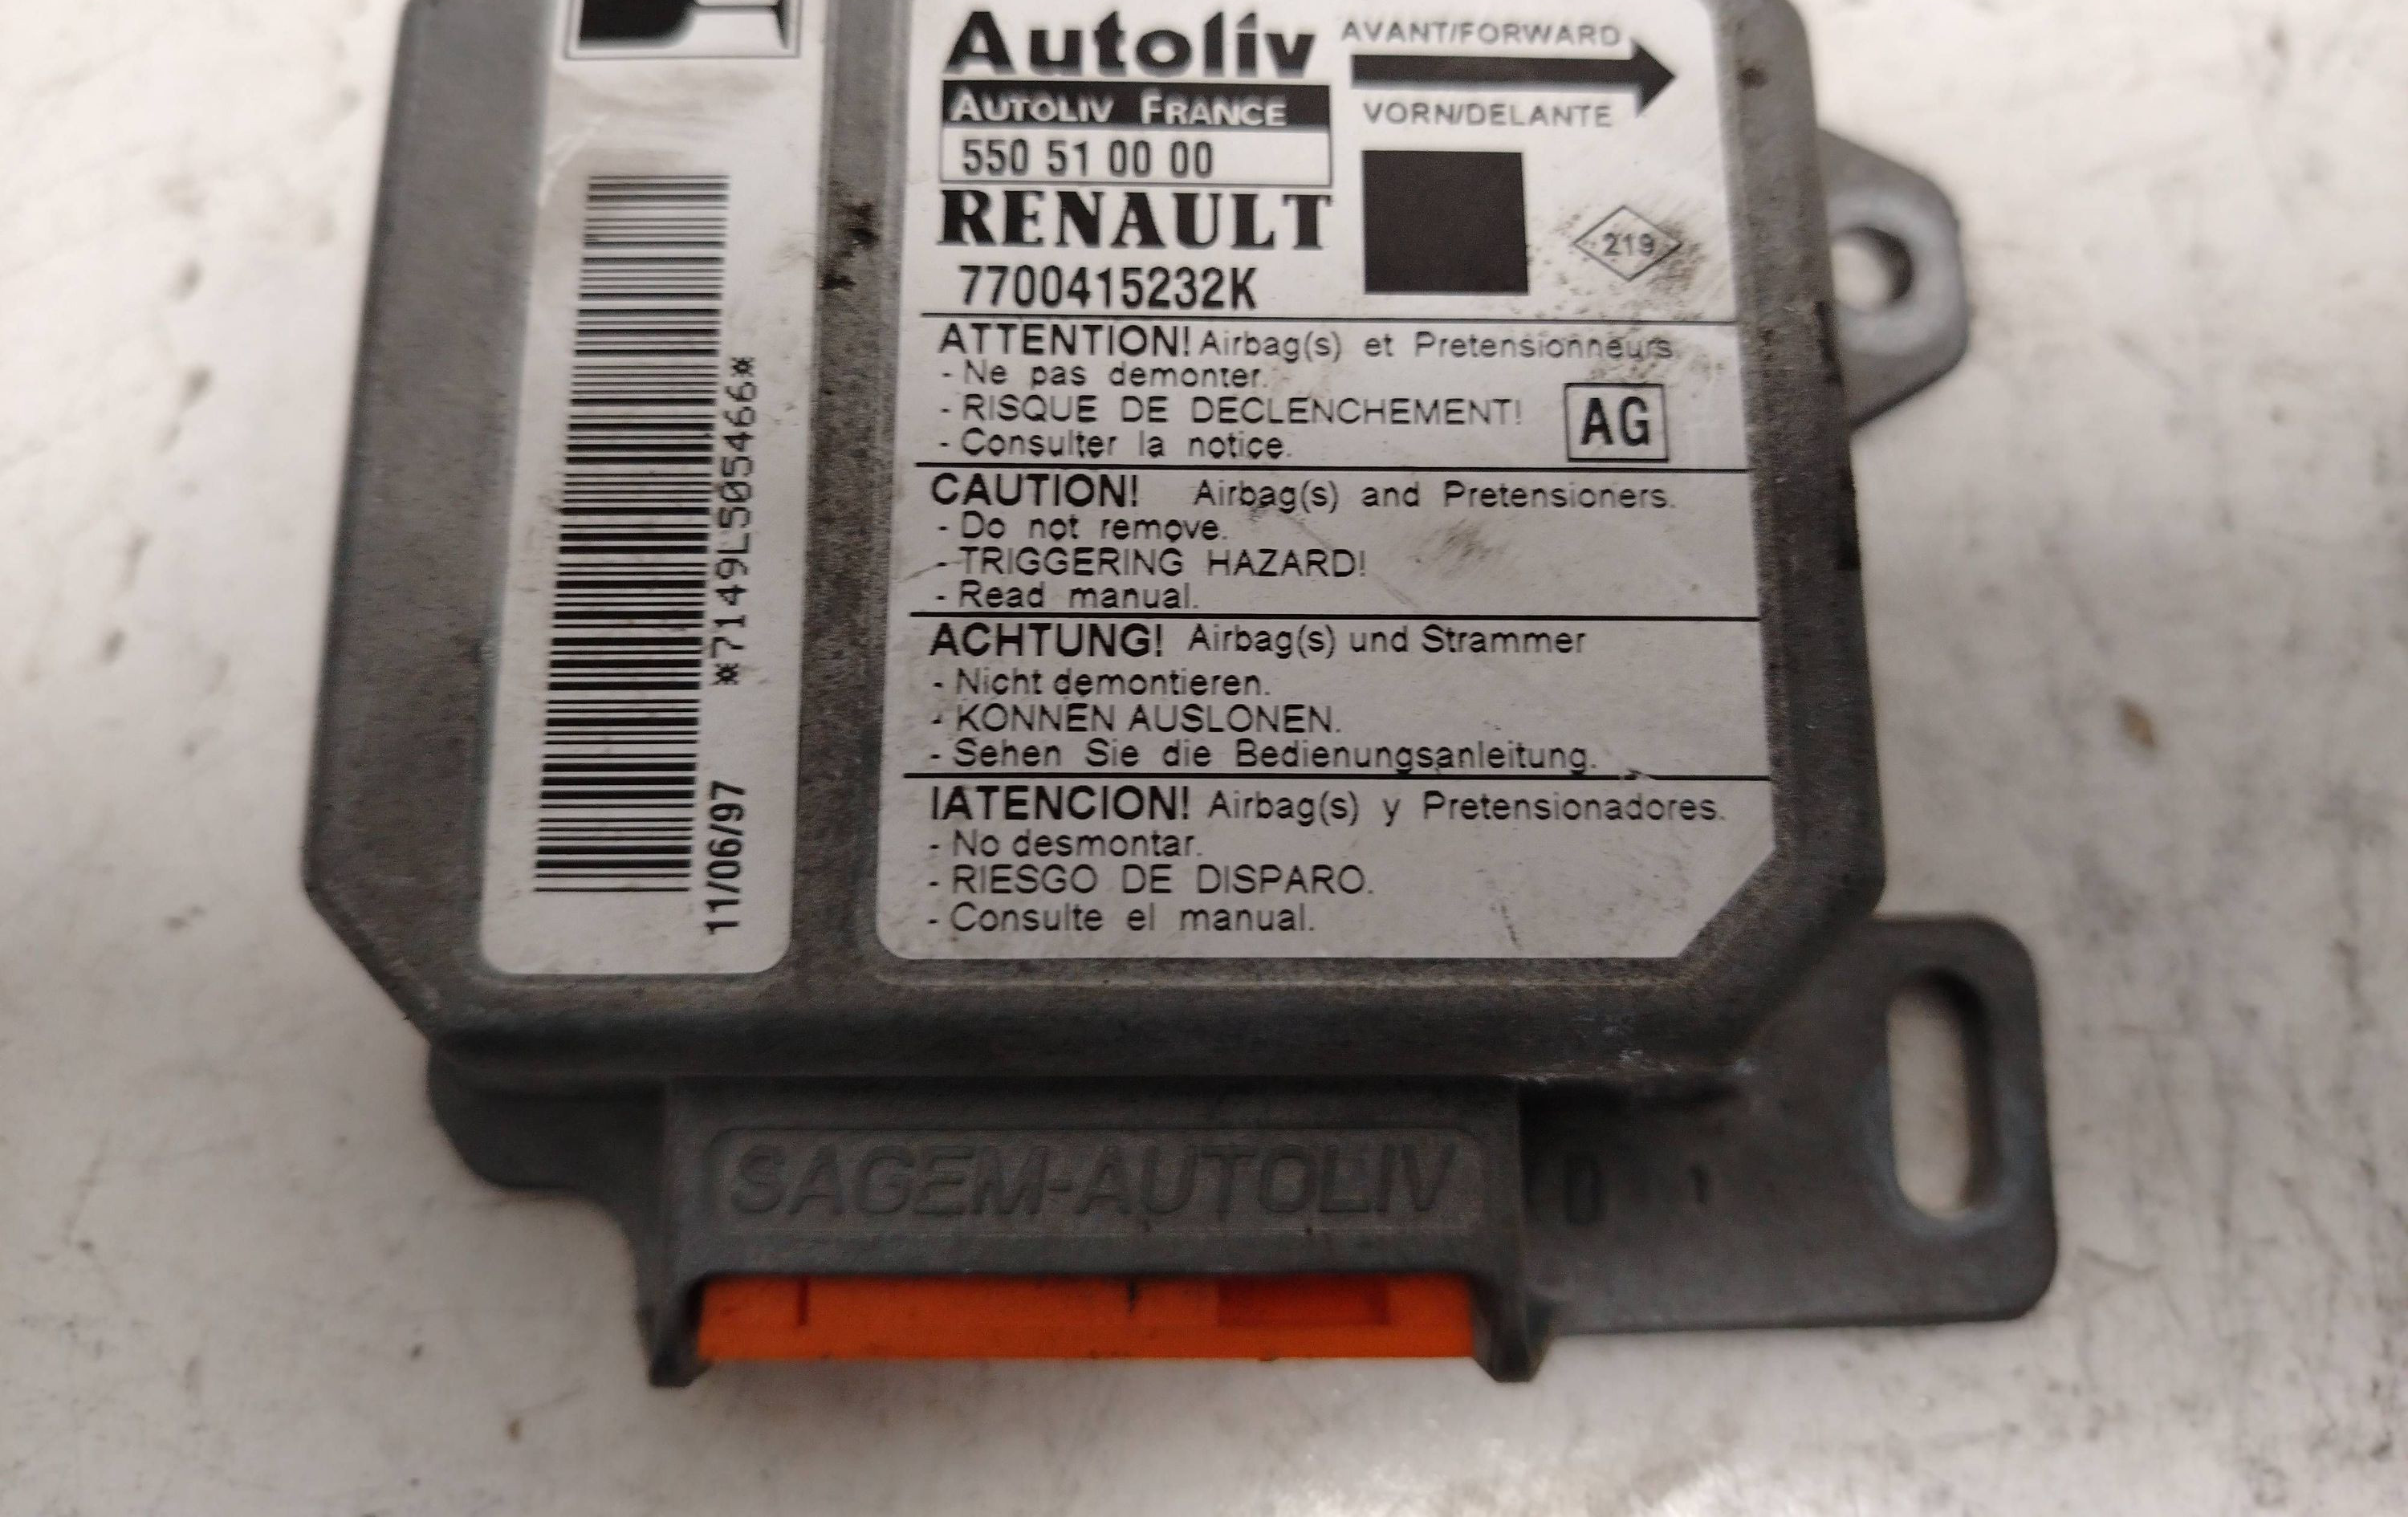 Autoliv
AUTOLIV FRANCE
550 51 00 00
RENAULT
7700415232K
AVANT/FORWARD
VORN/DELANTE
219
ATTENTION! Airbag(s) et Pretensionneurs.
- Ne pas demonter.
- RISQUE DE DECLENCHEMENT!
- Consulter la notice.
AG
CAUTION! Airbag(s) and Pretensioners.
- Do not remove.
- TRIGGERING HAZARD!
- Read manual.
ACHTUNG! Airbag(s) und Strammer
- Nicht demontieren.
- KONNEN AUSLONEN.
- Sehen Sie die Bedienungsanleitung.
IATENCION! Airbag(s) y Pretensionadores.
- No desmontar.
- RIESGO DE DISPARO.
- Consulte el manual.
*7149L505466*
11/06/97
SAGEM-AUTOLIV
0 1